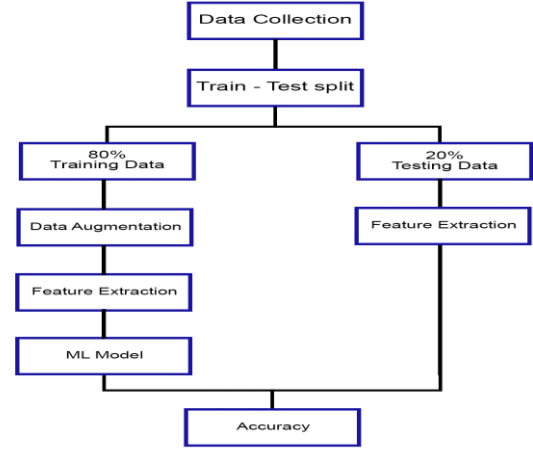 Data Collection
Train - Test split
80%
Training Data
20%
Testing Data
Data Augmentation
Feature Extraction
Feature Extraction
ML Model
Accuracy